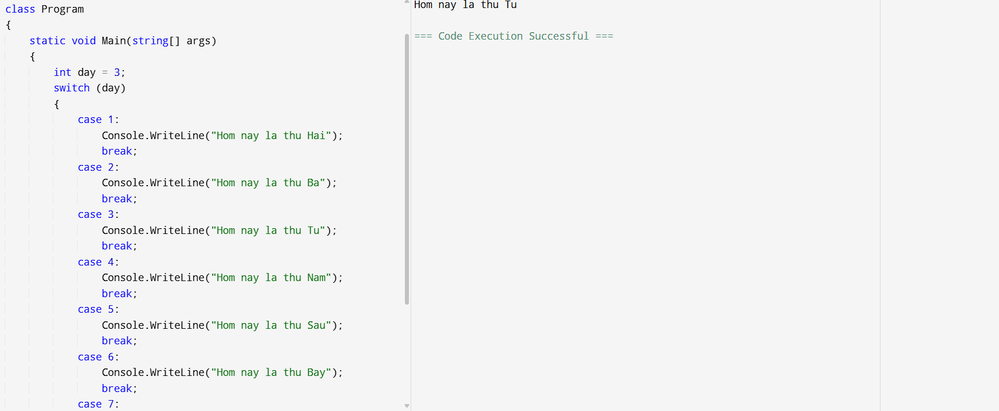 class Program
{
    static void Main(string[] args)
    {
        int day = 3;
        switch (day)
        {
            case 1:
                Console.WriteLine("Hom nay la thu Hai");
                break;
            case 2:
                Console.WriteLine("Hom nay la thu Ba");
                break;
            case 3:
                Console.WriteLine("Hom nay la thu Tu");
                break;
            case 4:
                Console.WriteLine("Hom nay la thu Nam");
                break;
            case 5:
                Console.WriteLine("Hom nay la thu Sau");
                break;
            case 6:
                Console.WriteLine("Hom nay la thu Bay");
                break;
            case 7:
Hom nay la thu Tu
=== Code Execution Successful ===